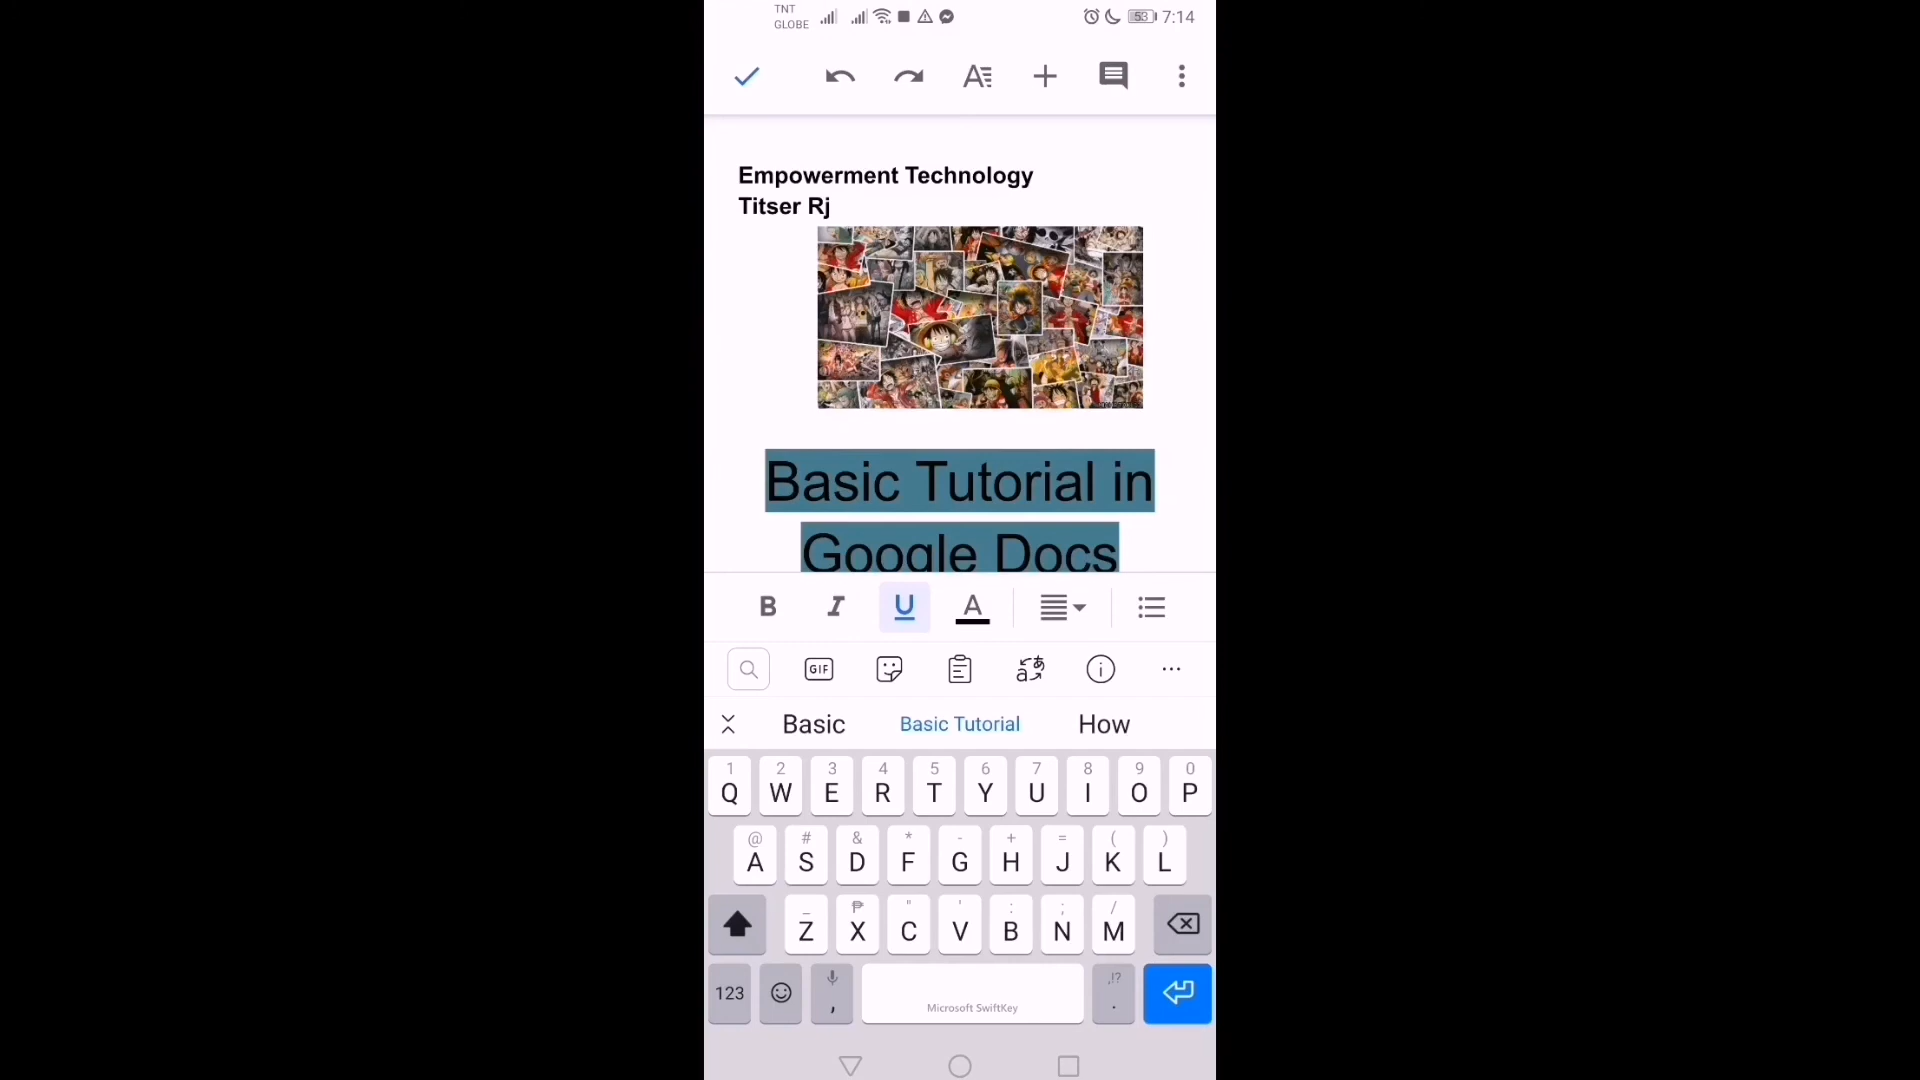 TNT
GLOBE
53 7:14
Empowerment Technology
Titser Rj
Basic Tutorial in
Google Docs
B I U A
GIF
Basic Basic Tutorial How
1 2 3 4 5 6 7 8 9 0
Q W E R T Y U I O P
@ # & * - + = ( )
A S D F G H J K L
_ ₱ " ' : ; /
Z X C V B N M
,!?
123 , Microsoft SwiftKey .